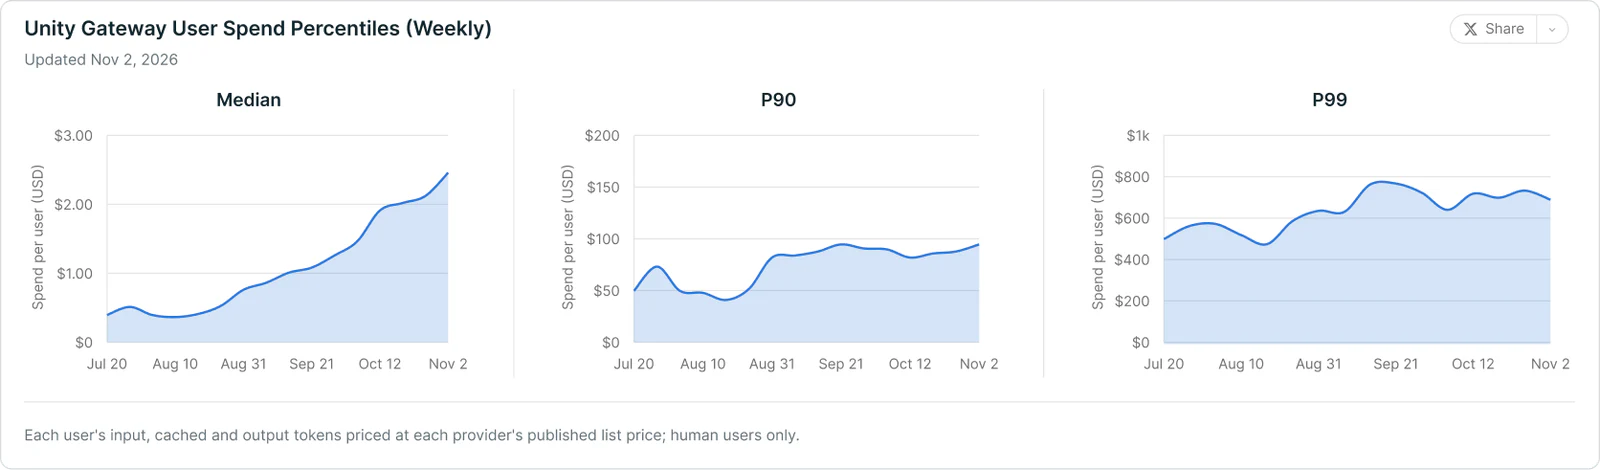 Unity Gateway User Spend Percentiles (Weekly)
Share
Updated Nov 2, 2026
Median
Spend per user (USD)
$3.00
$2.00
$1.00
$0
Jul 20 Aug 10 Aug 31 Sep 21 Oct 12 Nov 2
P90
Spend per user (USD)
$200
$150
$100
$50
$0
Jul 20 Aug 10 Aug 31 Sep 21 Oct 12 Nov 2
P99
Spend per user (USD)
$1k
$800
$600
$400
$200
$0
Jul 20 Aug 10 Aug 31 Sep 21 Oct 12 Nov 2
Each user's input, cached and output tokens priced at each provider's published list price; human users only.